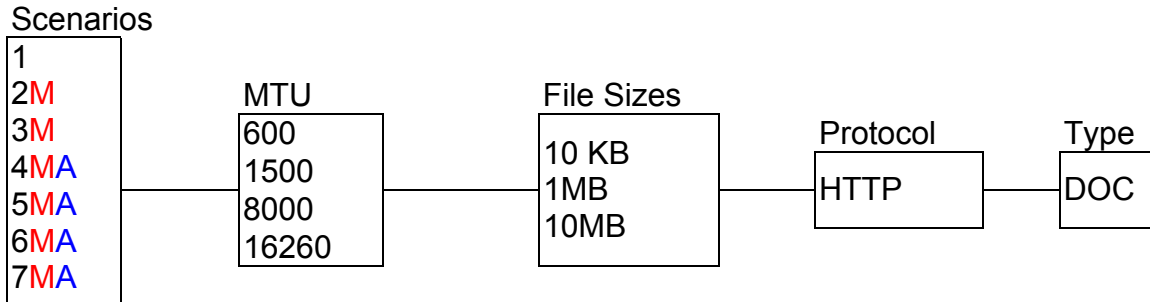 Scenarios
1
2M
3M
4MA
5MA
6MA
7MA
MTU
600
1500
8000
16260
File Sizes
10 KB
1MB
10MB
Protocol
HTTP
Type
DOC